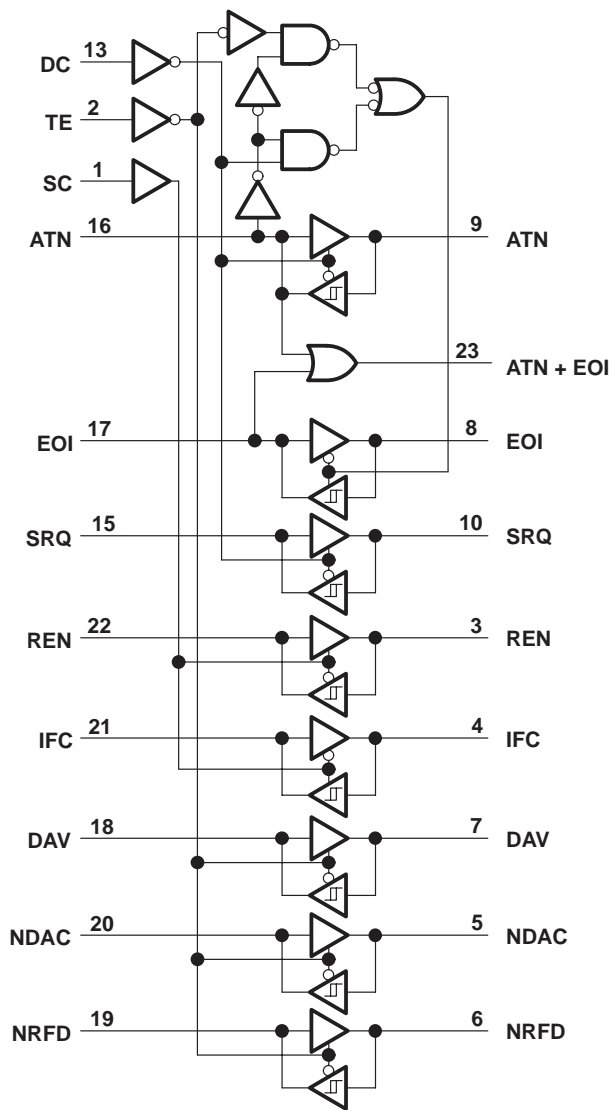 DC 13
TE 2
SC 1
ATN 16 9 ATN
23 ATN + EOI
EOI 17 8 EOI
SRQ 15 10 SRQ
REN 22 3 REN
IFC 21 4 IFC
DAV 18 7 DAV
NDAC 20 5 NDAC
NRFD 19 6 NRFD